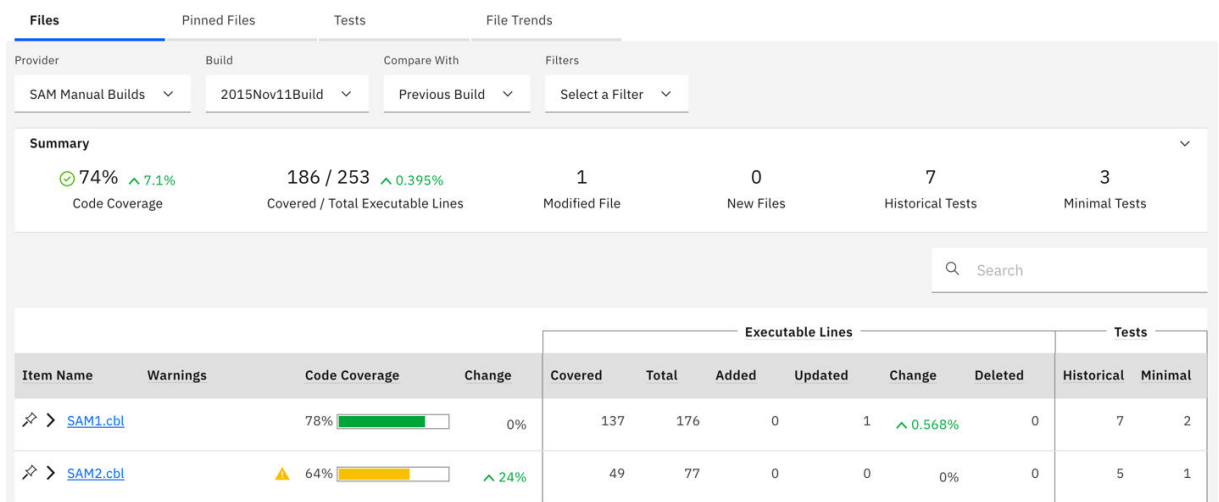 Files Pinned Files Tests File Trends
Provider Build Compare With Filters
SAM Manual Builds 2015Nov11Build Previous Build Select a Filter
Summary
74% 7.1% 186 / 253 0.395% 1 0 7 3
Code Coverage Covered / Total Executable Lines Modified File New Files Historical Tests Minimal Tests
Search
Executable Lines Tests
Item Name Warnings Code Coverage Change Covered Total Added Updated Change Deleted Historical Minimal
SAM1.cbl 78% 0% 137 176 0 1 0.568% 0 7 2
SAM2.cbl 64% 24% 49 77 0 0 0% 0 5 1